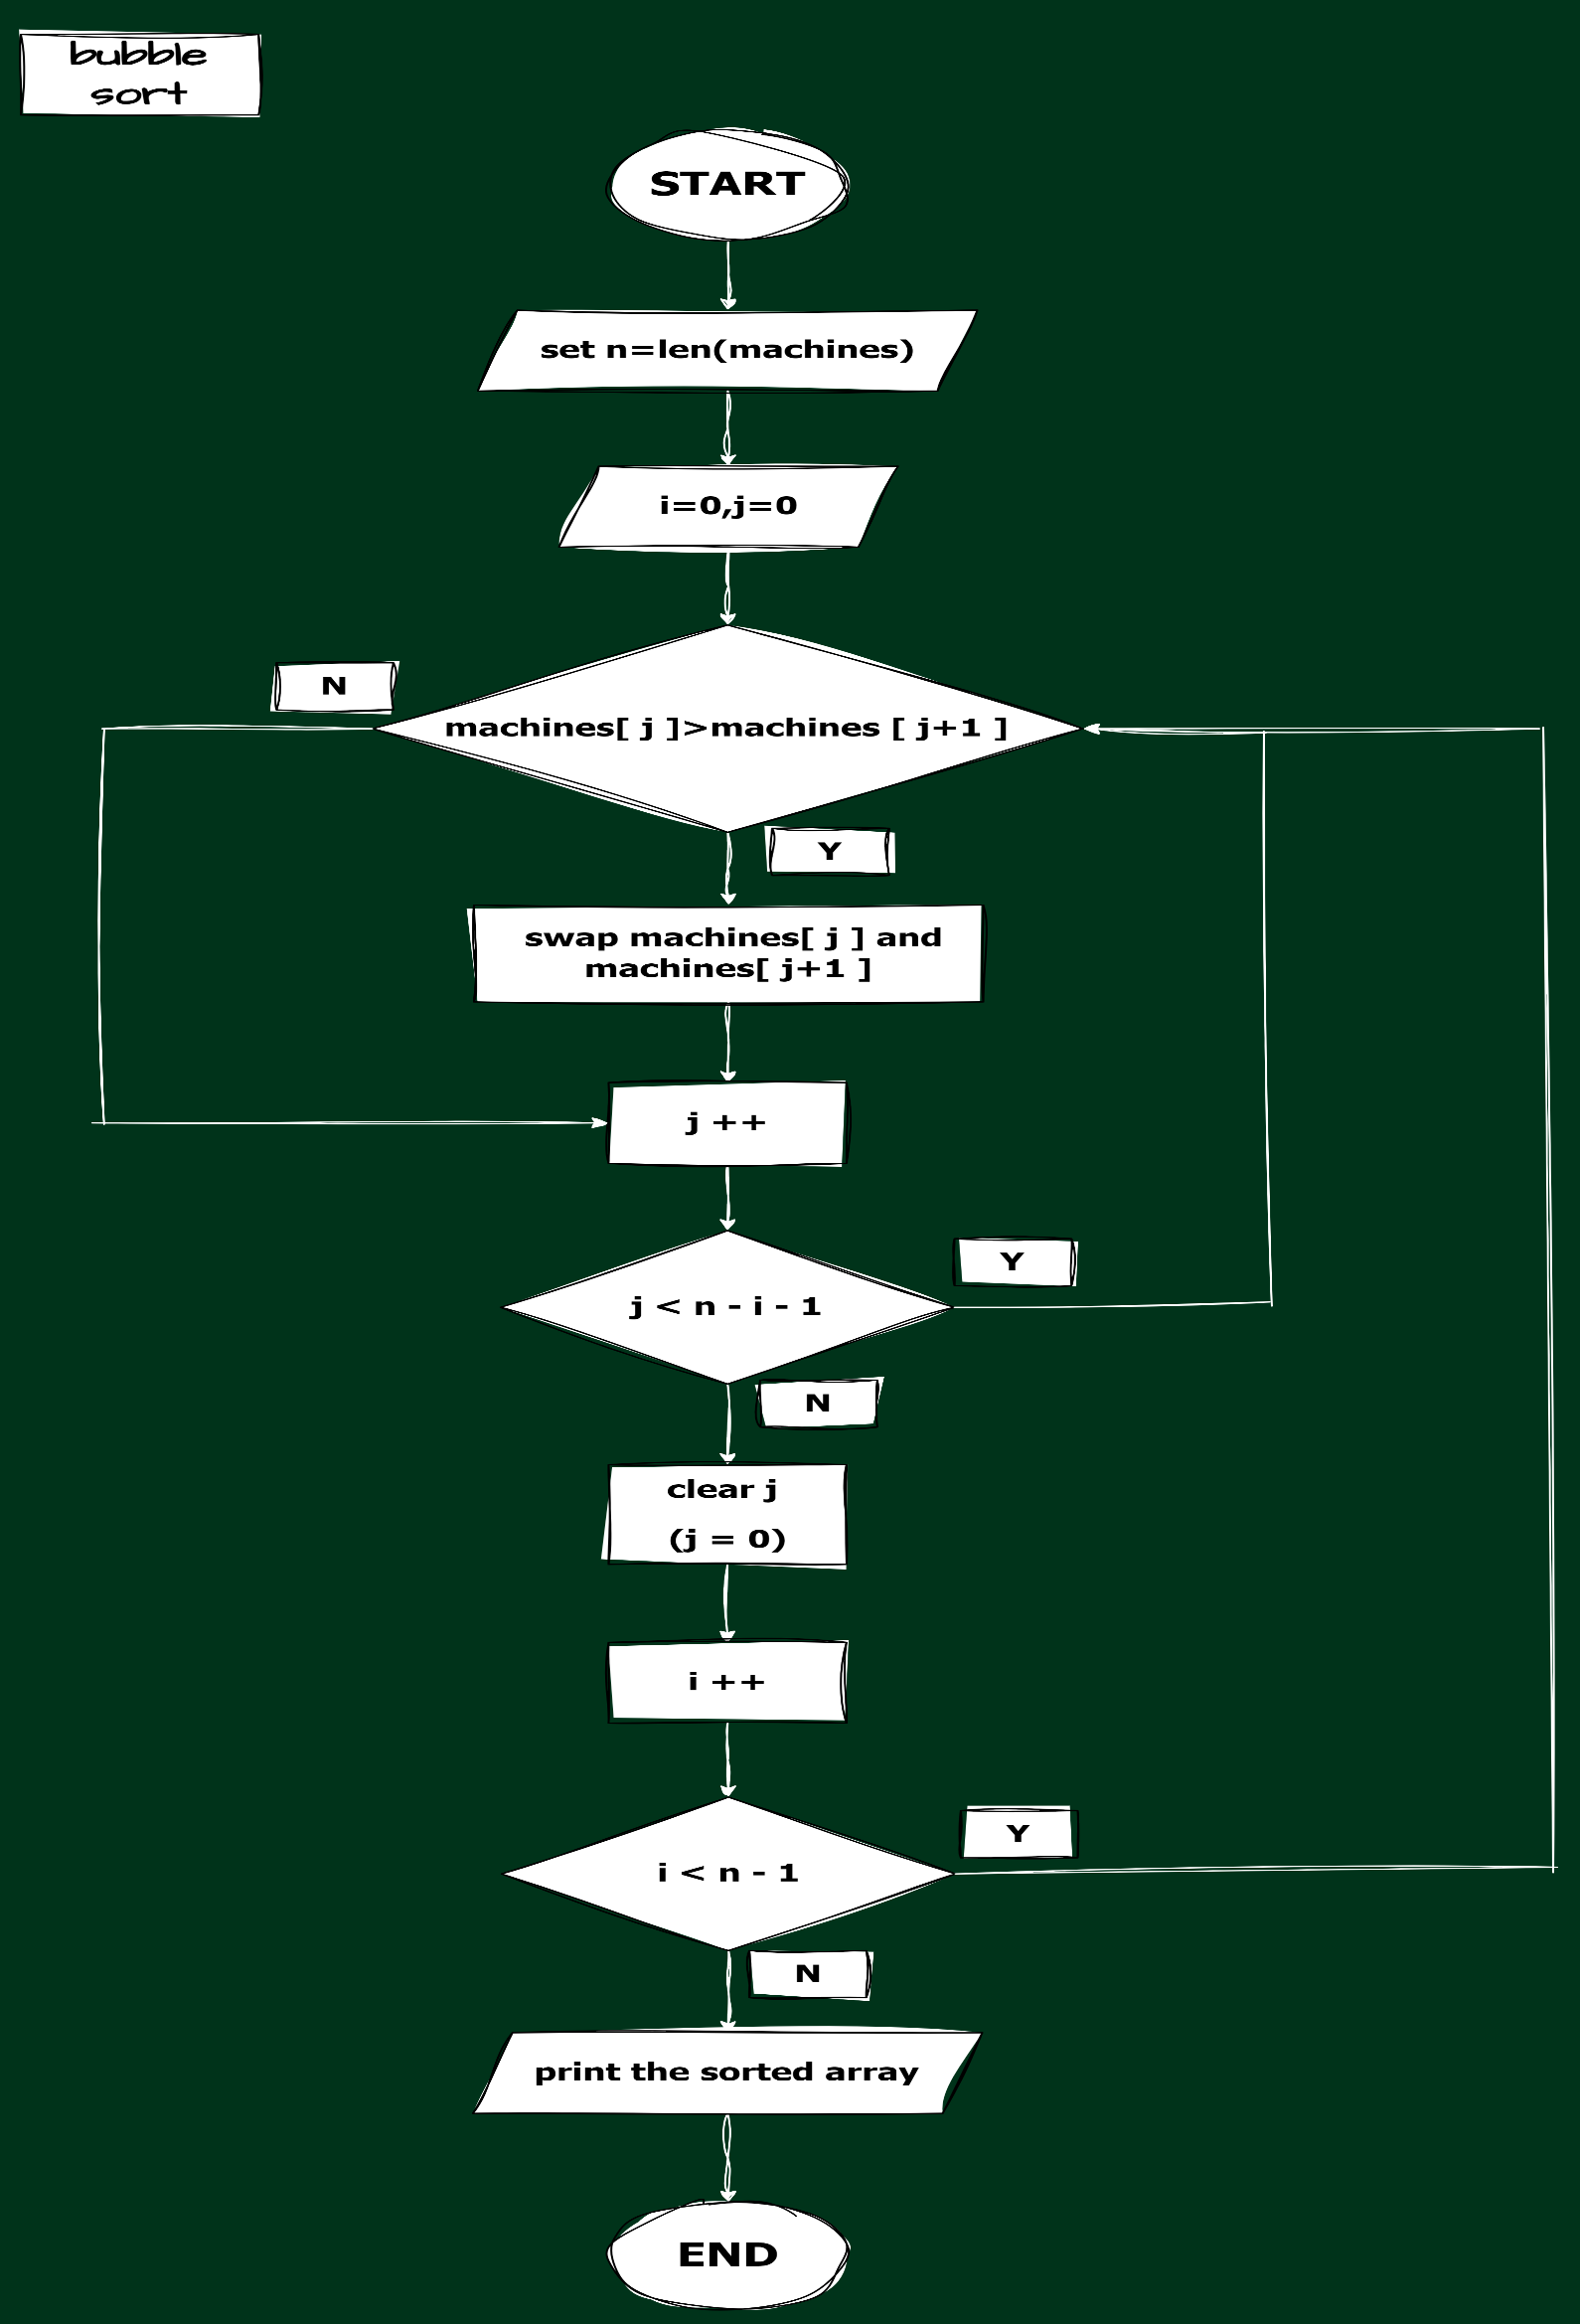 bubble
sort
START
set n=len(machines)
i=0,j=0
N
machines[ j ]>machines [ j+1 ]
Y
swap machines[ j ] and
machines[ j+1 ]
j ++
Y
j < n - i - 1
N
clear j
(j = 0)
i ++
Y
i < n - 1
N
print the sorted array
END